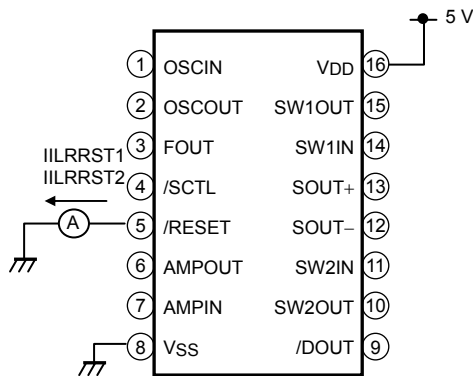 5 V
1 OSCIN VDD 16
2 OSCOUT SW1OUT 15
3 FOUT SW1IN 14
IILRRST1
IILRRST2
4 /SCTL SOUT+ 13
A 5 /RESET SOUT− 12
6 AMPOUT SW2IN 11
7 AMPIN SW2OUT 10
8 VSS /DOUT 9